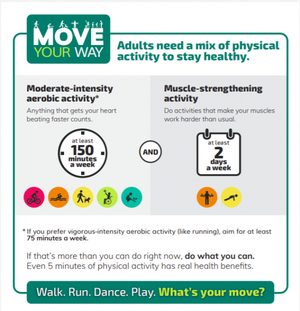 MOVE
YOUR WAY
Adults need a mix of physical
activity to stay healthy.
Moderate-intensity
aerobic activity*
Anything that gets your heart
beating faster counts.
at least
150
minutes
a week
AND
Muscle-strengthening
activity
Do activities that make your muscles
work harder than usual.
at least
2
days
a week
* If you prefer vigorous-intensity aerobic activity (like running), aim for at least
75 minutes a week.
If that's more than you can do right now, do what you can.
Even 5 minutes of physical activity has real health benefits.
Walk. Run. Dance. Play. What's your move?